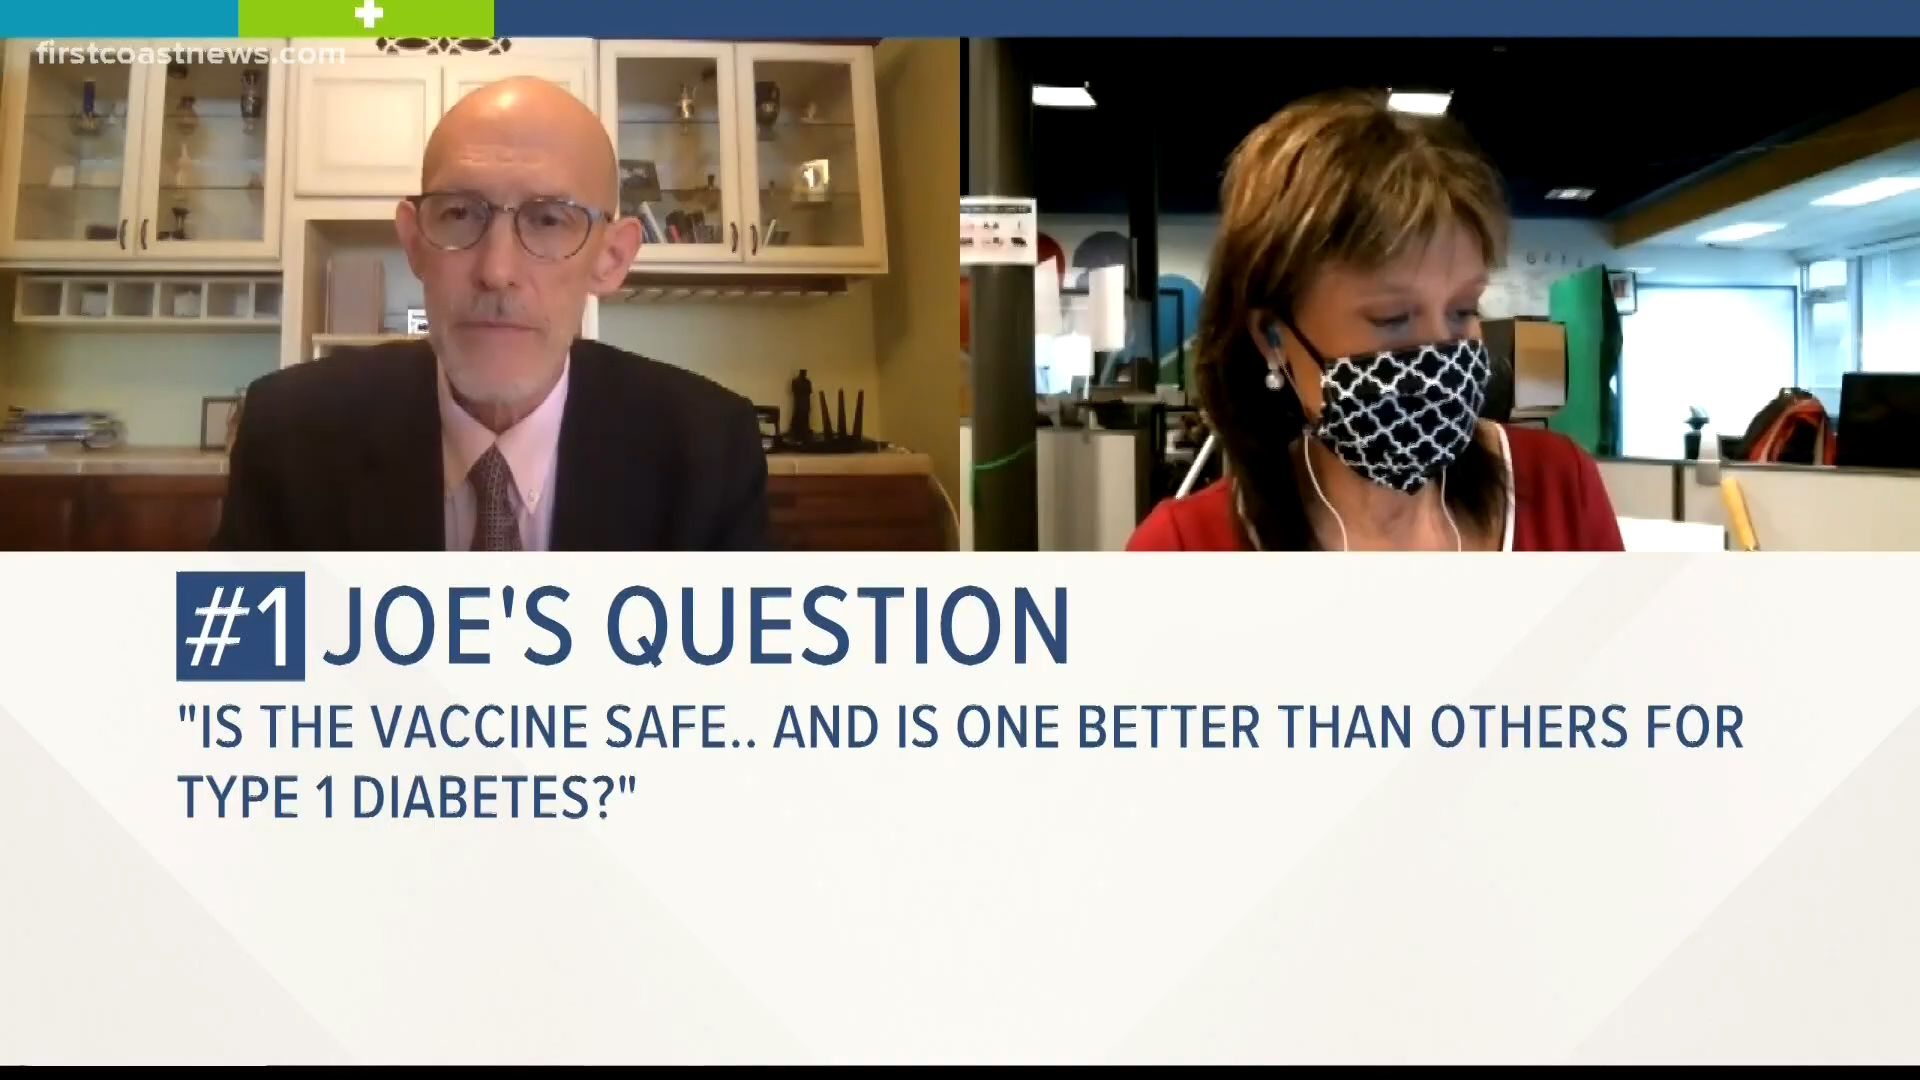 firstcoastnews.com
#1 JOE'S QUESTION
"IS THE VACCINE SAFE.. AND IS ONE BETTER THAN OTHERS FOR
TYPE 1 DIABETES?"